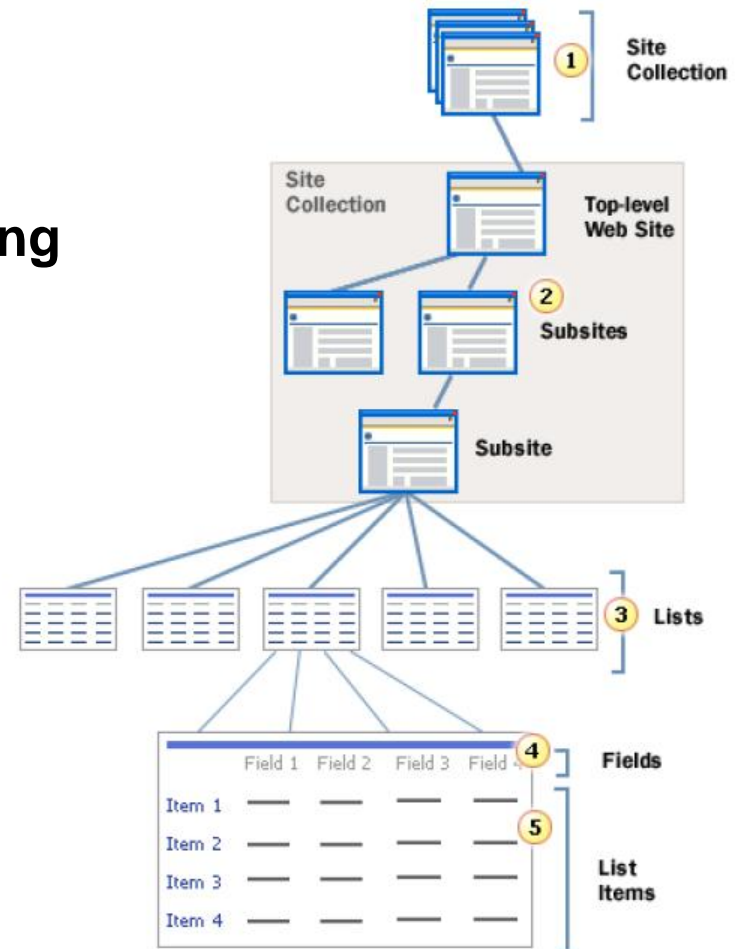 1
Site
Collection
Site
Collection
Top-level
Web Site
ng
2
Subsites
Subsite
3
Lists
4
Fields
Field 1 Field 2 Field 3 Field
5
Item 1
Item 2
Item 3
Item 4
List
Items